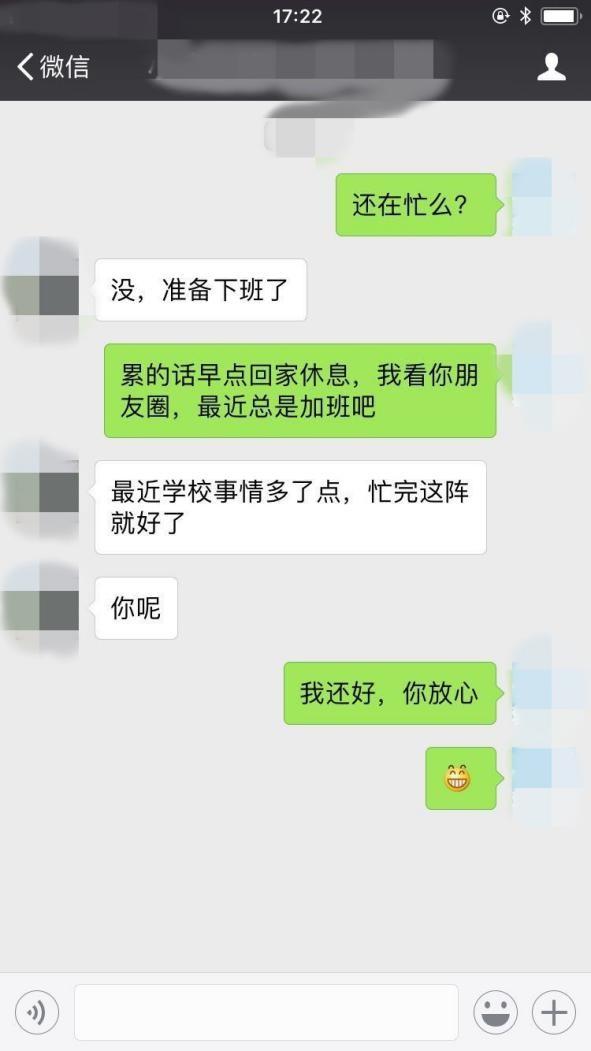 17:22
微信
还在忙么？
没，准备下班了
累的话早点回家休息，我看你朋
友圈，最近总是加班吧
最近学校事情多了点，忙完这阵
就好了
你呢
我还好，你放心
😁